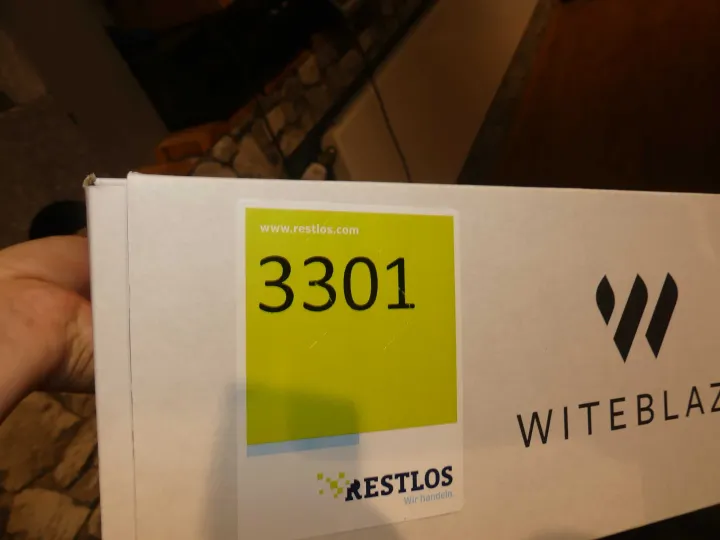 www.restlos.com
3301
WITEBLAZ
RESTLOS
Wir handeln.